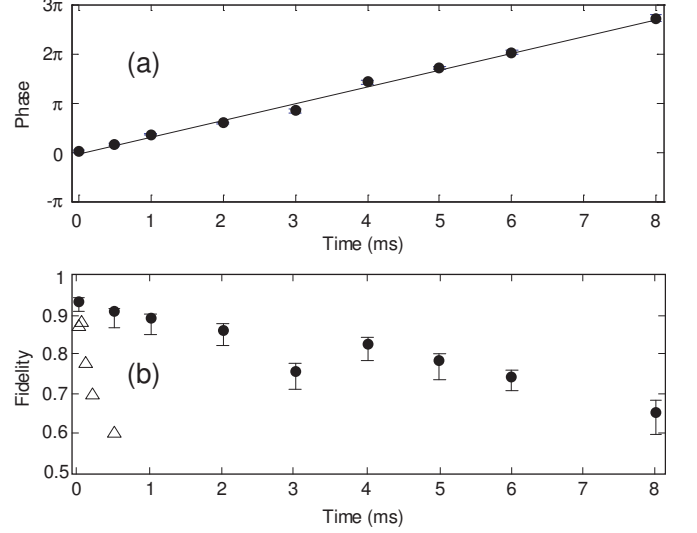 3π
2π
π
0
-π
Phase
(a)
0 1 2 3 4 5 6 7 8
Time (ms)
1
0.9
0.8
0.7
0.6
0.5
Fidelity
(b)
0 1 2 3 4 5 6 7 8
Time (ms)